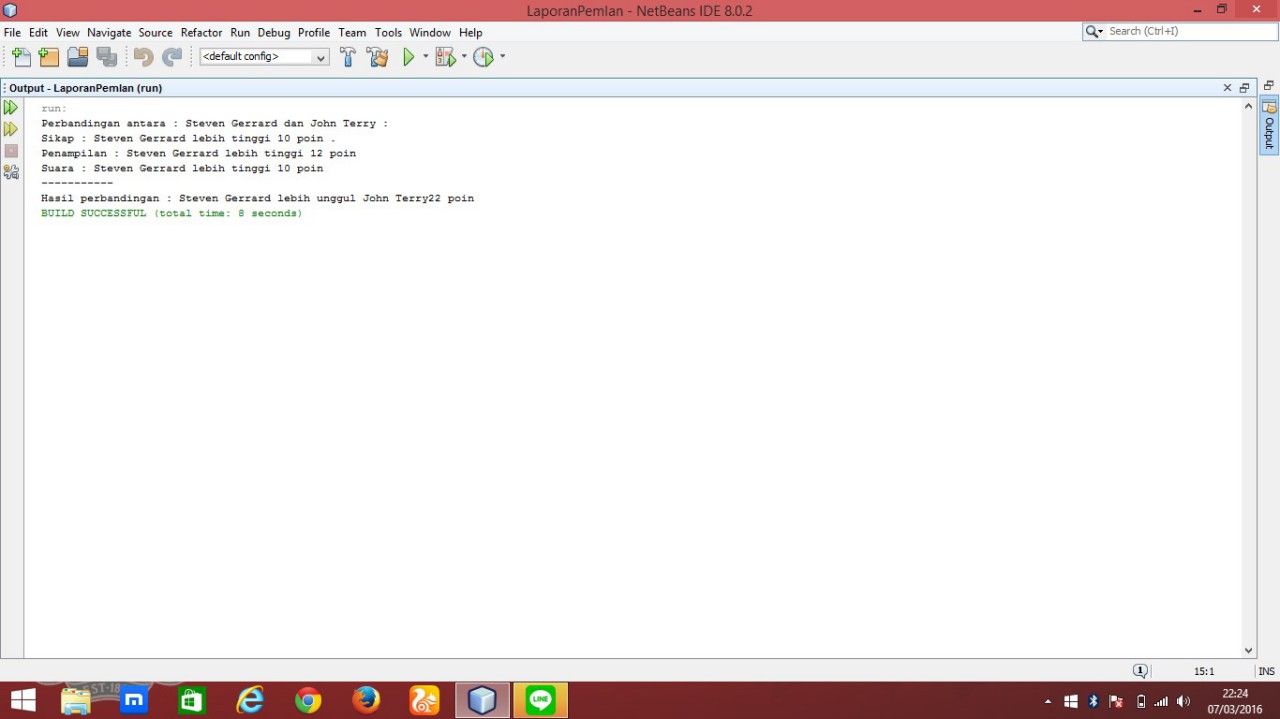 LaporanPemlan - NetBeans IDE 8.0.2
File Edit View Navigate Source Refactor Run Debug Profile Team Tools Window Help
Search (Ctrl+I)
<default config>
Output - LaporanPemlan (run)
run:
Perbandingan antara : Steven Gerrard dan John Terry :
Sikap : Steven Gerrard lebih tinggi 10 poin .
Penampilan : Steven Gerrard lebih tinggi 12 poin
Suara : Steven Gerrard lebih tinggi 10 poin
-----------
Hasil perbandingan : Steven Gerrard lebih unggul John Terry22 poin
BUILD SUCCESSFUL (total time: 8 seconds)
Output
1
15:1
INS
EST-18
m
LINE
22:24
07/03/2016